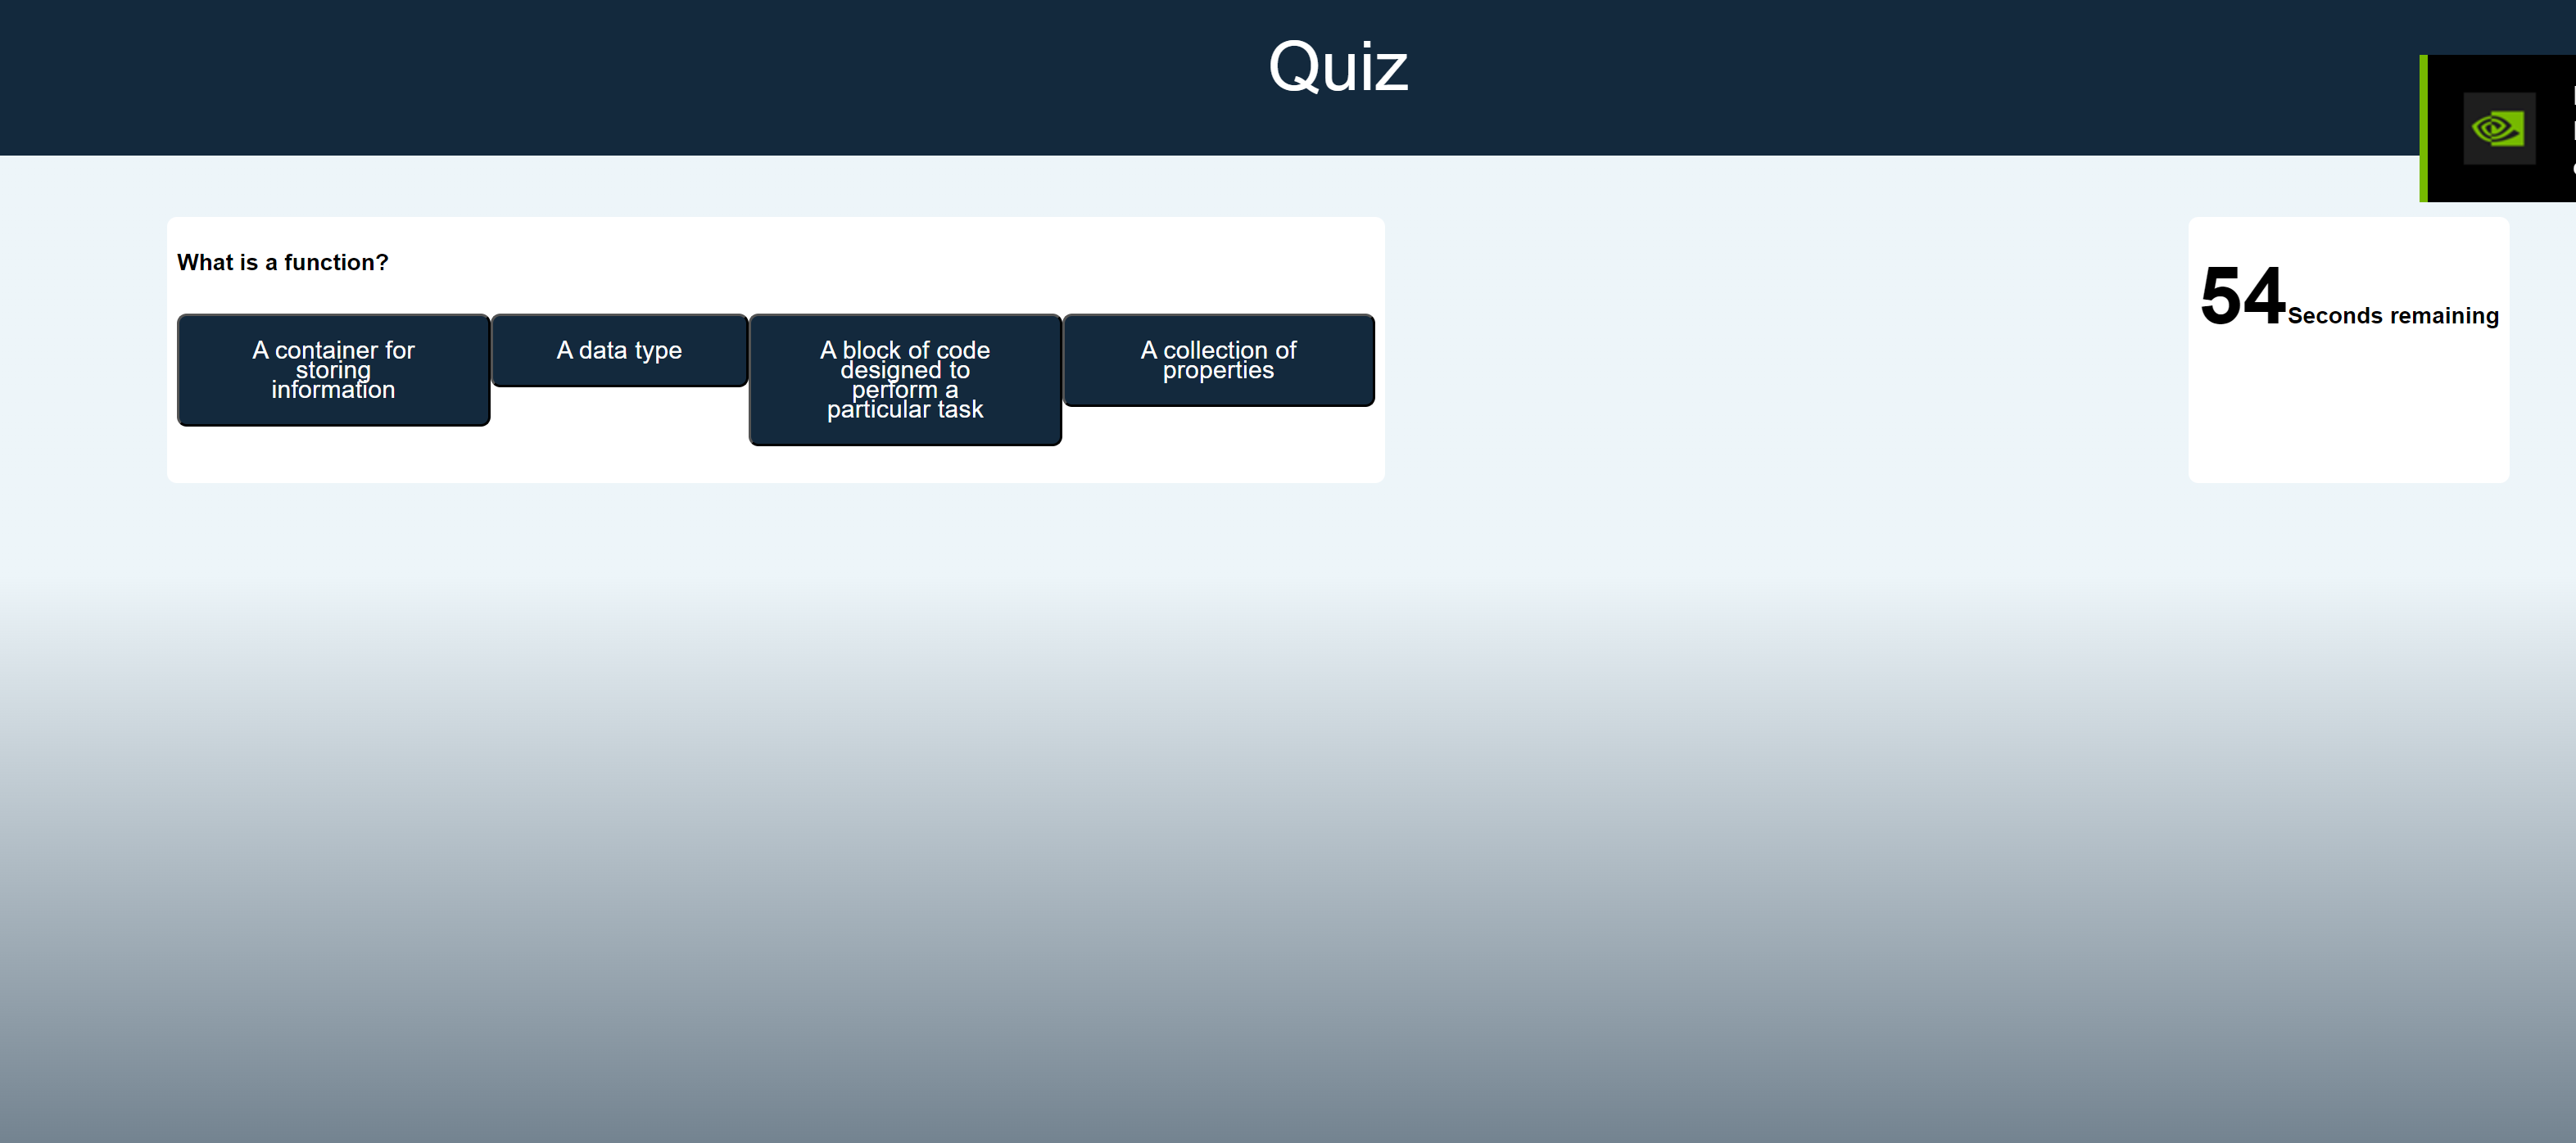 Quiz
What is a function?
A container for
storing
information
A data type
A block of code
designed to
perform a
particular task
A collection of
properties
54 Seconds remaining